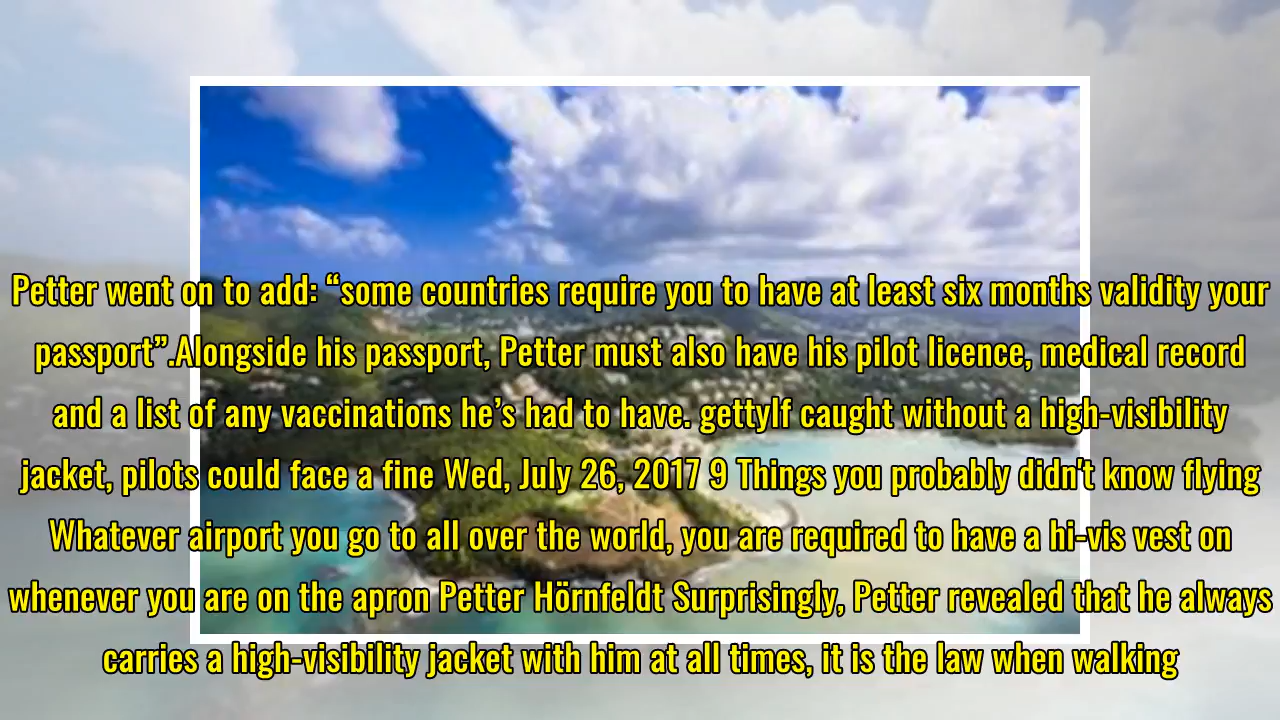 Petter went on to add: “some countries require you to have at least six months validity your
passport”.Alongside his passport, Petter must also have his pilot licence, medical record
and a list of any vaccinations he’s had to have. gettyIf caught without a high-visibility
jacket, pilots could face a fine Wed, July 26, 2017 9 Things you probably didn't know flying
Whatever airport you go to all over the world, you are required to have a hi-vis vest on
whenever you are on the apron Petter Hörnfeldt Surprisingly, Petter revealed that he always
carries a high-visibility jacket with him at all times, it is the law when walking